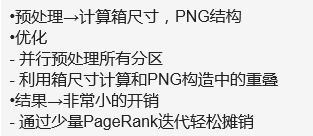 •预处理→计算箱尺寸，PNG结构
•优化
- 并行预处理所有分区
- 利用箱尺寸计算和PNG构造中的重叠
•结果→非常小的开销
- 通过少量PageRank迭代轻松摊销